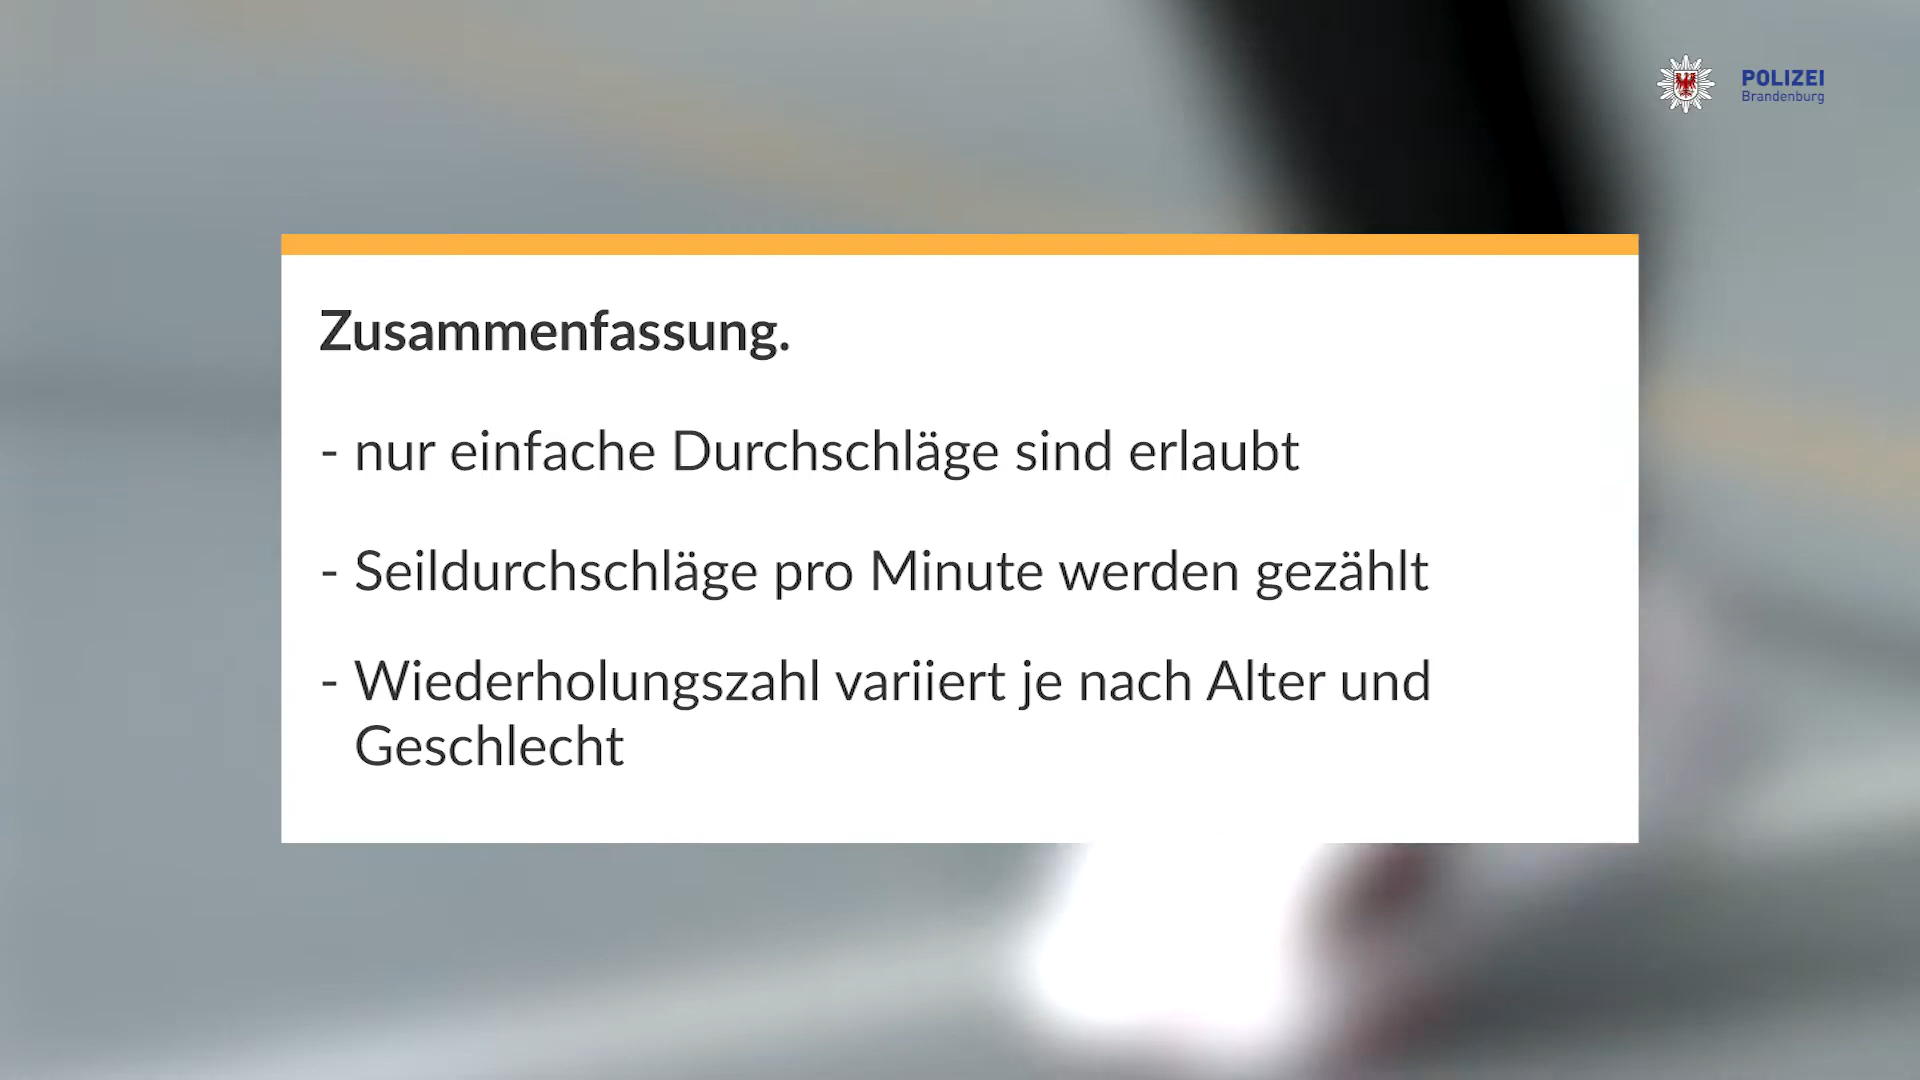 POLIZEI
Brandenburg
Zusammenfassung.
- nur einfache Durchschläge sind erlaubt
- Seildurchschläge pro Minute werden gezählt
- Wiederholungszahl variiert je nach Alter und
Geschlecht